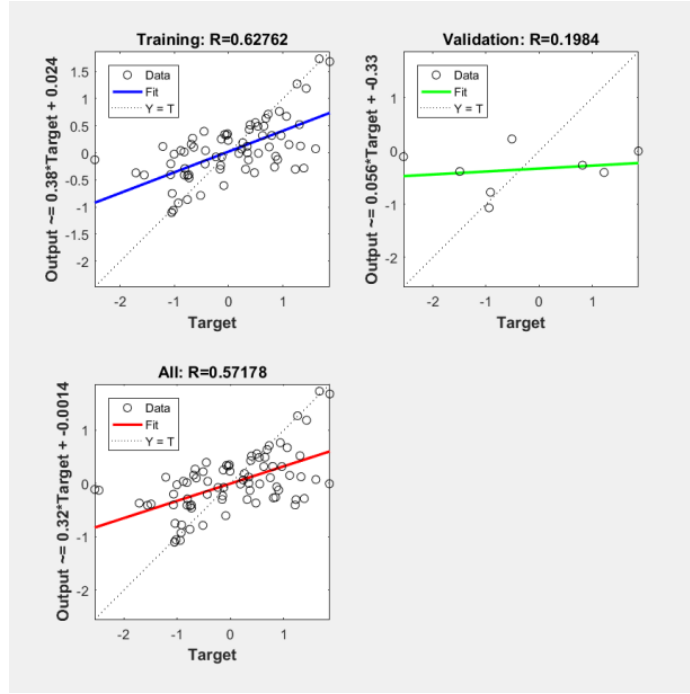 Training: R=0.62762
Output ~= 0.38*Target + 0.024
1.5
1
0.5
0
-0.5
-1
-1.5
-2
Data
Fit
Y = T
-2 -1 0 1
Target
Validation: R=0.1984
Output ~= 0.056*Target + -0.33
1
0
-1
-2
Data
Fit
Y = T
-2 -1 0 1
Target
All: R=0.57178
Output ~= 0.32*Target + -0.0014
1
0
-1
-2
Data
Fit
Y = T
-2 -1 0 1
Target